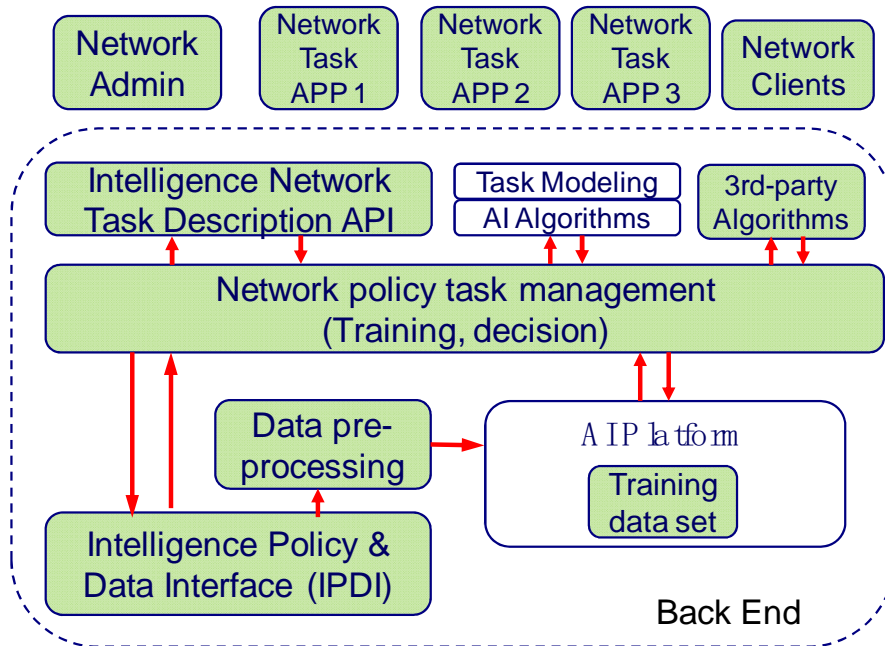 Network
Admin
Network
Task
APP 1
Network
Task
APP 2
Network
Task
APP 3
Network
Clients
Intelligence Network
Task Description API
Task Modeling
AI Algorithms
3rd-party
Algorithms
Network policy task management
(Training, decision)
Data pre-
processing
AI Platform
Training
data set
Intelligence Policy &
Data Interface (IPDI)
Back End